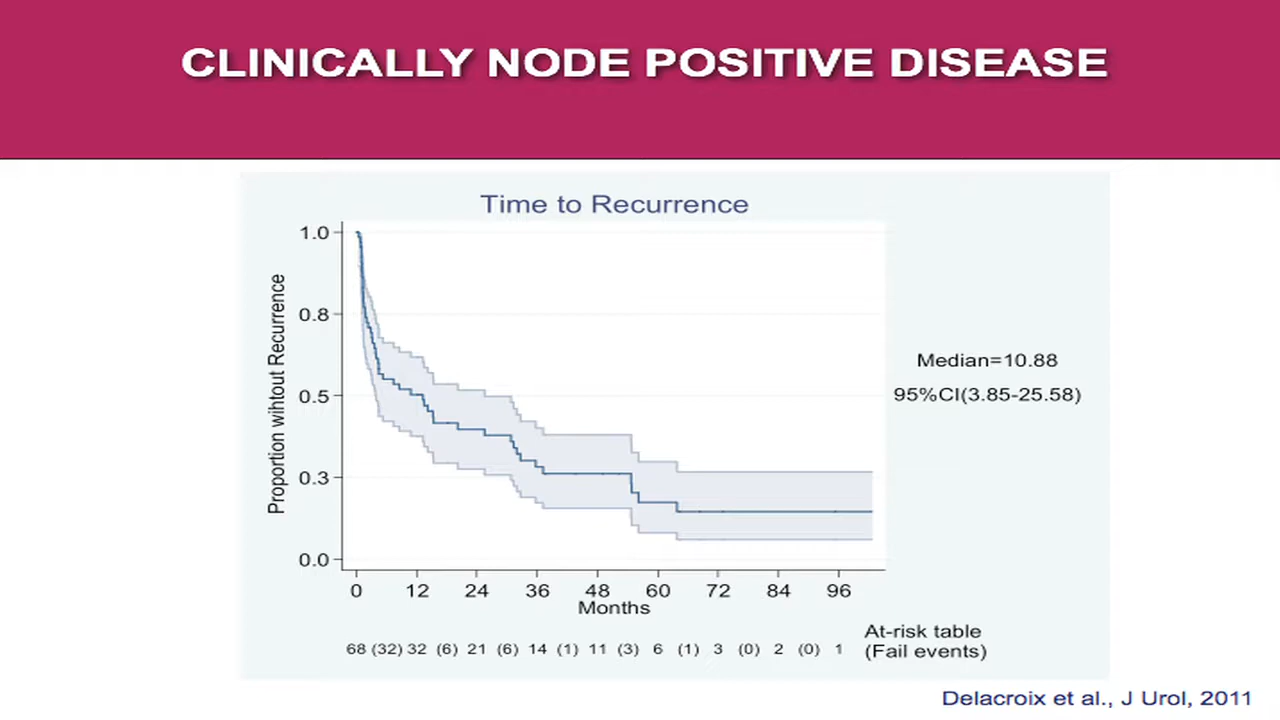 CLINICALLY NODE POSITIVE DISEASE
Time to Recurrence
Proportion wihtout Recurrence
1.0
0.8
0.5
0.3
0.0
0 12 24 36 48 60 72 84 96
Months
Median=10.88
95%CI(3.85-25.58)
68 (32) 32 (6) 21 (6) 14 (1) 11 (3) 6 (1) 3 (0) 2 (0) 1
At-risk table
(Fail events)
Delacroix et al., J Urol, 2011